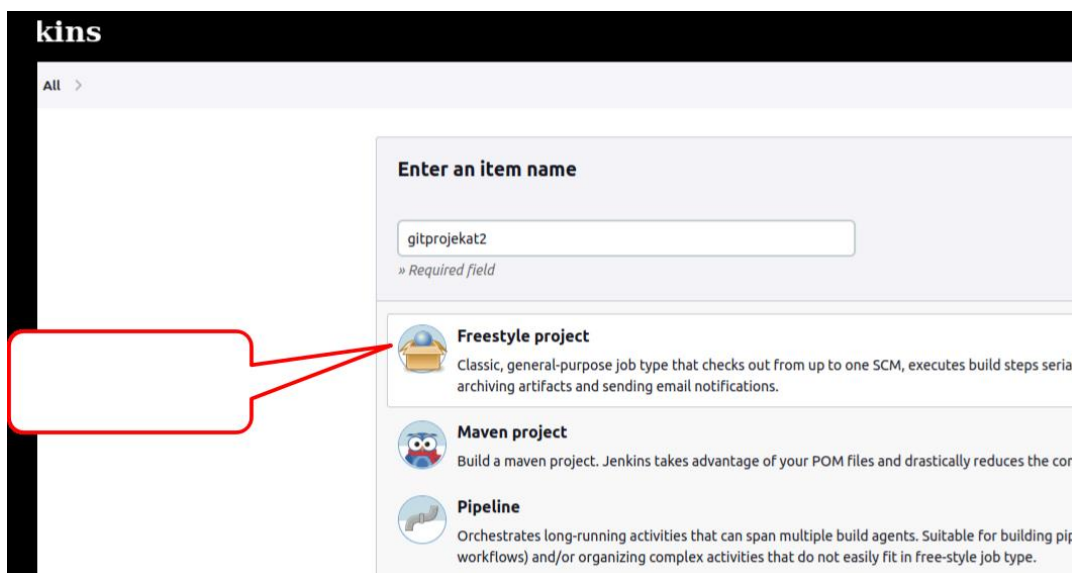 kins
All
Enter an item name
gitprojekat2
» Required field
Freestyle project
Classic, general-purpose job type that checks out from up to one SCM, executes build steps seria
archiving artifacts and sending email notifications.
Maven project
Build a maven project. Jenkins takes advantage of your POM files and drastically reduces the con
Pipeline
Orchestrates long-running activities that can span multiple build agents. Suitable for building pip
workflows) and/or organizing complex activities that do not easily fit in free-style job type.